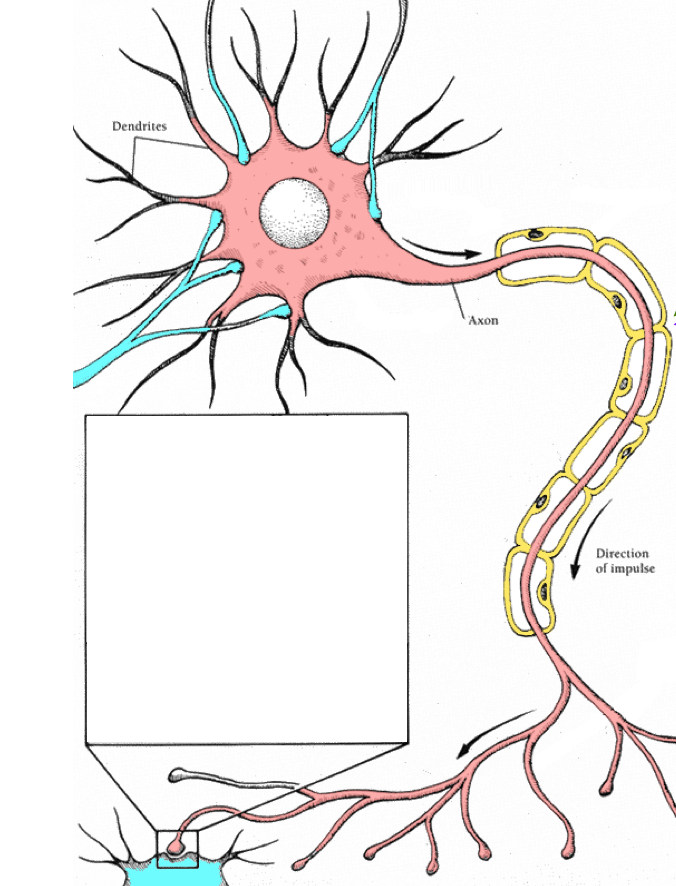 Dendrites
Axon
Direction
of impulse